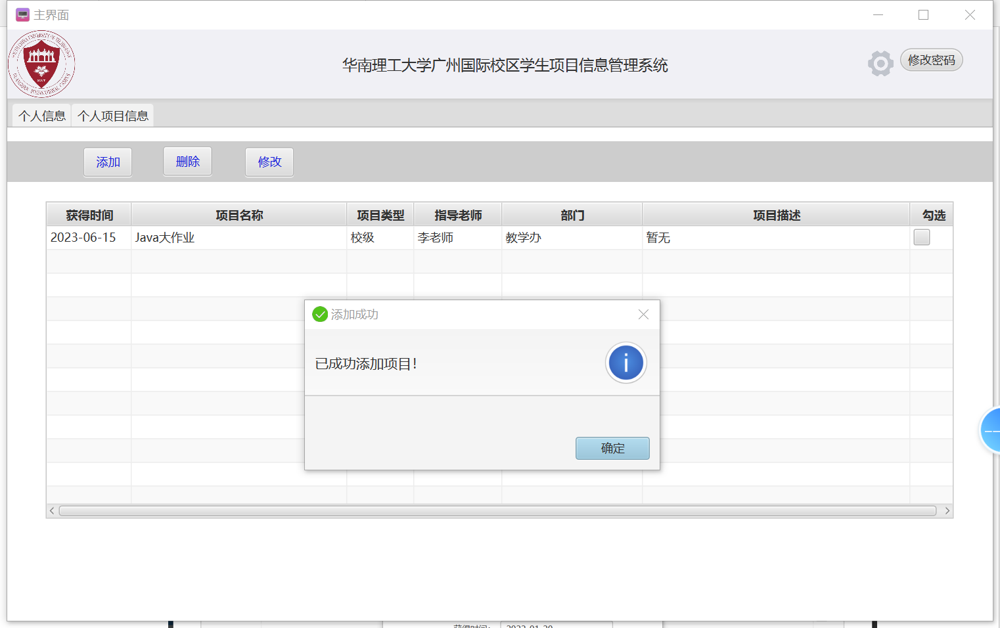 主界面
华南理工大学广州国际校区学生项目信息管理系统
修改密码
个人信息 个人项目信息
添加 删除 修改
获得时间 项目名称 项目类型 指导老师 部门 项目描述 勾选
2023-06-15 Java大作业 校级 李老师 教学办 暂无
添加成功
已成功添加项目!
确定